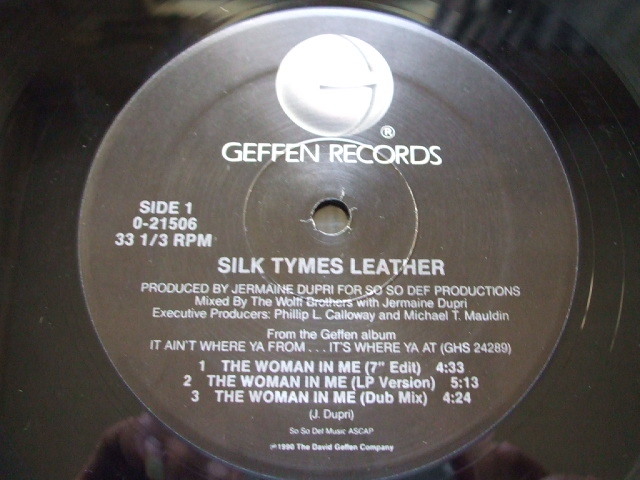 ®
GEFFEN RECORDS
SIDE 1
0-21506
33 1/3 RPM
SILK TYMES LEATHER
PRODUCED BY JERMAINE DUPRI FOR SO SO DEF PRODUCTIONS
Mixed By The Wolff Brothers with Jermaine Dupri
Executive Producers: Phillip L. Calloway and Michael T. Mauldin
From the Geffen album
IT AIN'T WHERE YA FROM...IT'S WHERE YA AT (GHS 24289)
1 THE WOMAN IN ME (7" Edit) 4:33
2 THE WOMAN IN ME (LP Version) 5:13
3 THE WOMAN IN ME (Dub Mix) 4:24
(J. Dupri)
So So Def Music ASCAP
℗1990 The David Geffen Company